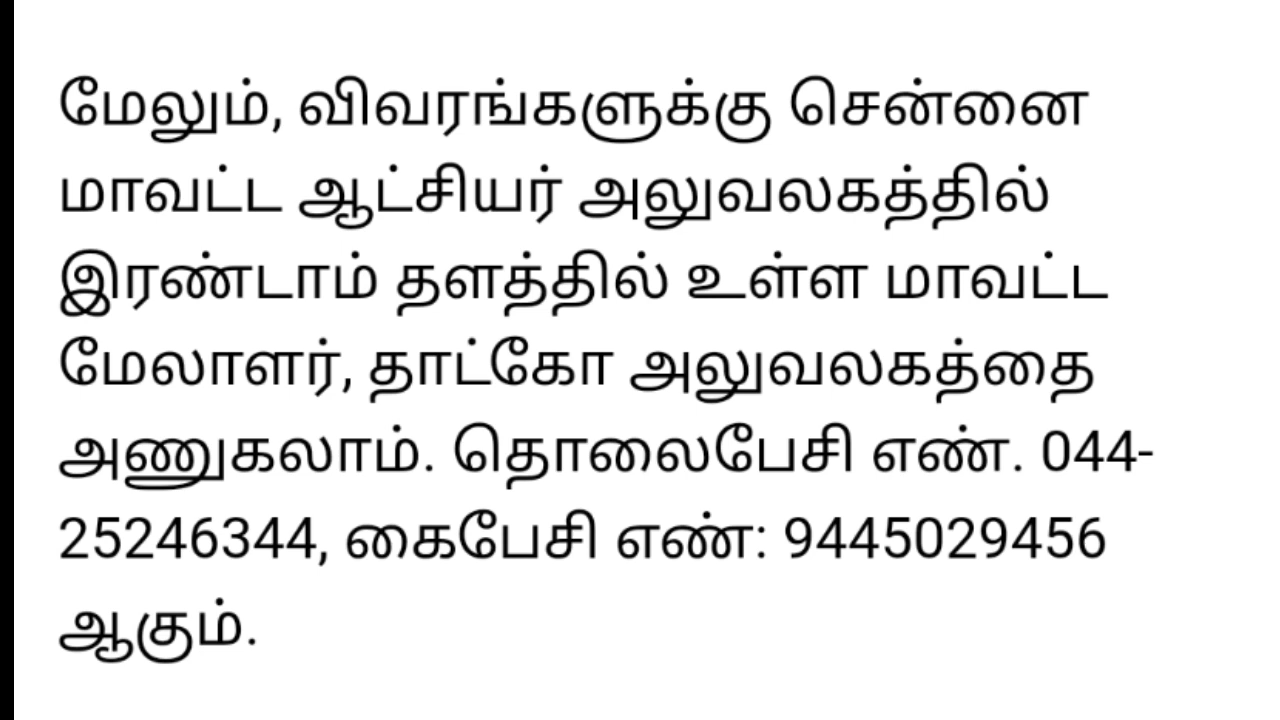 மேலும், விவரங்களுக்கு சென்னை
மாவட்ட ஆட்சியர் அலுவலகத்தில்
இரண்டாம் தளத்தில் உள்ள மாவட்ட
மேலாளர், தாட்கோ அலுவலகத்தை
அணுகலாம். தொலைபேசி எண். 044-
25246344, கைபேசி எண்: 9445029456
ஆகும்.